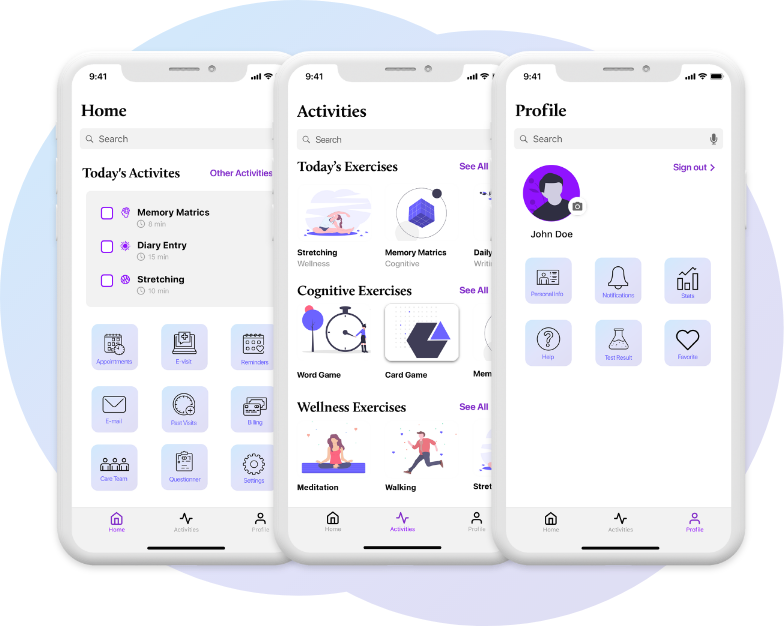 9:41
Home
Search
Today's Activites
Other Activities
Memory Matrics
6 min
Diary Entry
15 min
Stretching
10 min
Appointments
E-visit
Reminders
E-mail
Past Visits
Billing
Care Team
Questionner
Settings
Home
Activities
Profile
9:41
Activities
Search
Today's Exercises
See All
Stretching
Wellness
Memory Matrics
Cognitive
Daily
Writi
Cognitive Exercises
See All
Word Game
Card Game
Mem
Wellness Exercises
See All
Meditation
Walking
Stret
Home
Activities
Profile
9:41
Profile
Search
Sign out
John Doe
Personal Info
Notifications
Stats
Help
Test Result
Favorite
Home
Activities
Profile